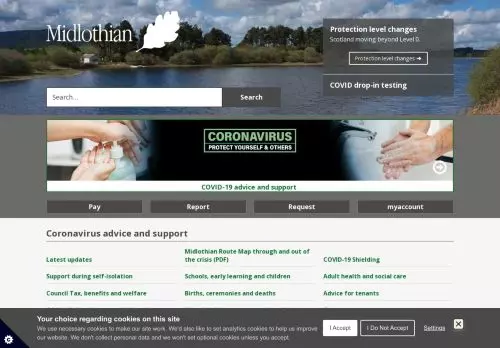 Midlothian
Protection level changes
Scotland moving beyond Level 0.
Protection level changes ➔
COVID drop-in testing
Search...
Search
CORONAVIRUS
PROTECT YOURSELF & OTHERS
COVID-19 advice and support
Pay
Report
Request
myaccount
Coronavirus advice and support
Latest updates
Midlothian Route Map through and out
of the crisis (PDF)
COVID-19 Shielding
Support during self-isolation
Schools, early learning and children
Adult health and social care
Council Tax, benefits and welfare
Births, ceremonies and deaths
Advice for tenants
Your choice regarding cookies on this site
We use necessary cookies to make our site work. We'd also like to set analytics cookies to help us improve
our website. We don't collect personal data and we won't set optional cookies unless you accept.
I Accept
I Do Not Accept
Settings